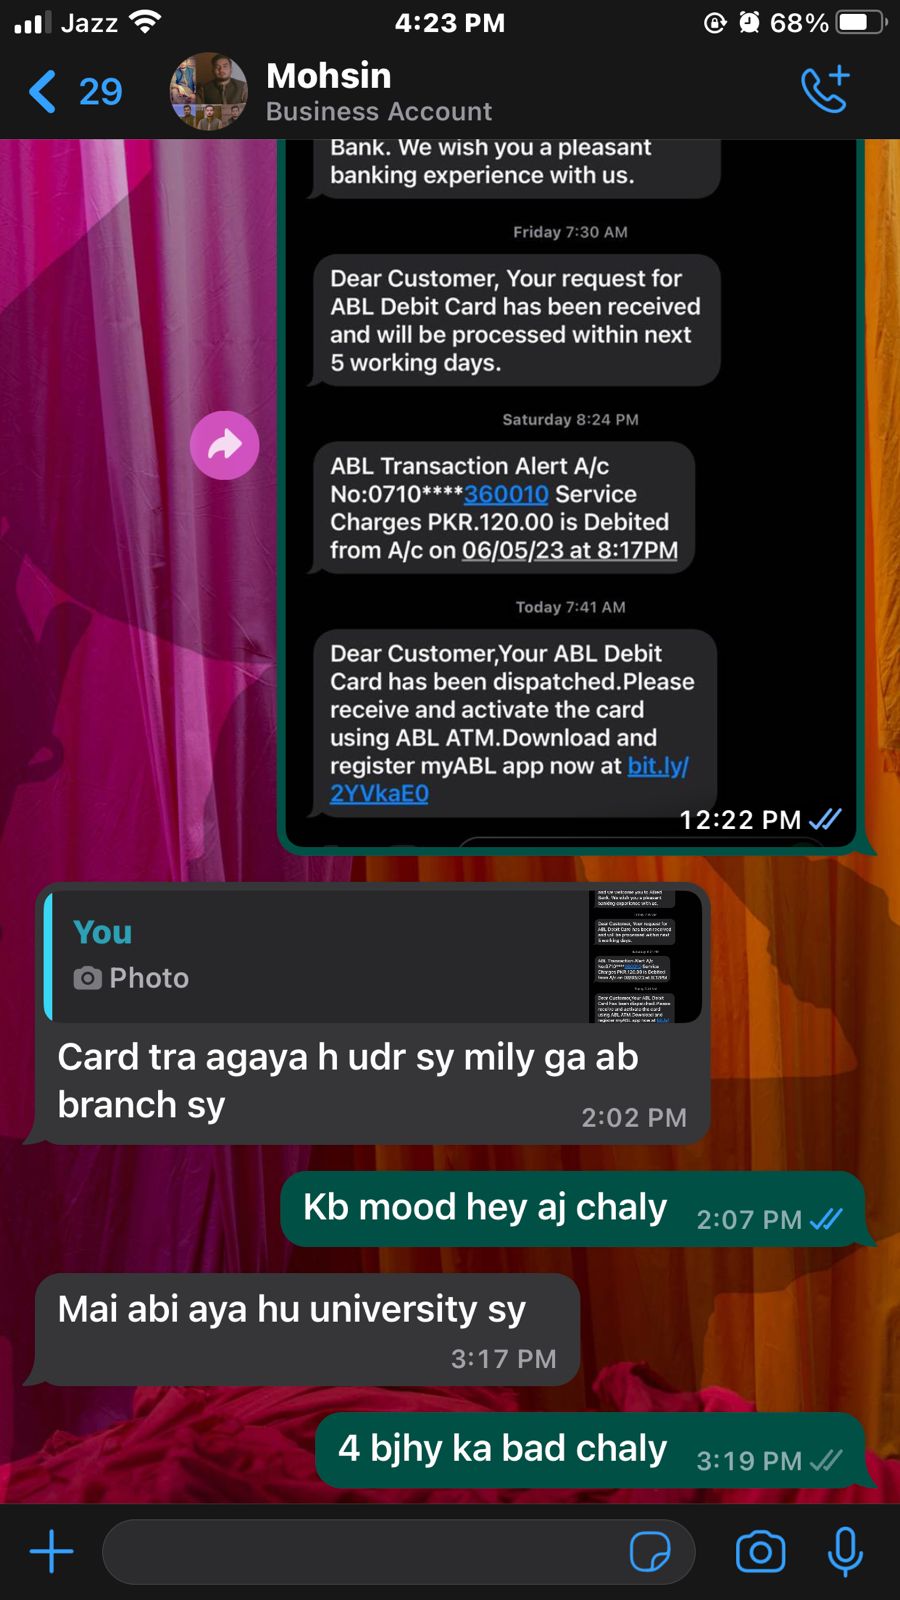 Jazz
4:23 PM
68%
29
Mohsin
Business Account
Bank. We wish you a pleasant
banking experience with us.
Friday 7:30 AM
Dear Customer, Your request for
ABL Debit Card has been received
and will be processed within next
5 working days.
Saturday 8:24 PM
ABL Transaction Alert A/c
No:0710****360010 Service
Charges PKR.120.00 is Debited
from A/c on 06/05/23 at 8:17PM
Today 7:41 AM
Dear Customer,Your ABL Debit
Card has been dispatched.Please
receive and activate the card
using ABL ATM.Download and
register myABL app now at bit.ly/
2YVkaE0
12:22 PM
You
Photo
Card tra agaya h udr sy mily ga ab
branch sy
2:02 PM
Kb mood hey aj chaly
2:07 PM
Mai abi aya hu university sy
3:17 PM
4 bjhy ka bad chaly
3:19 PM